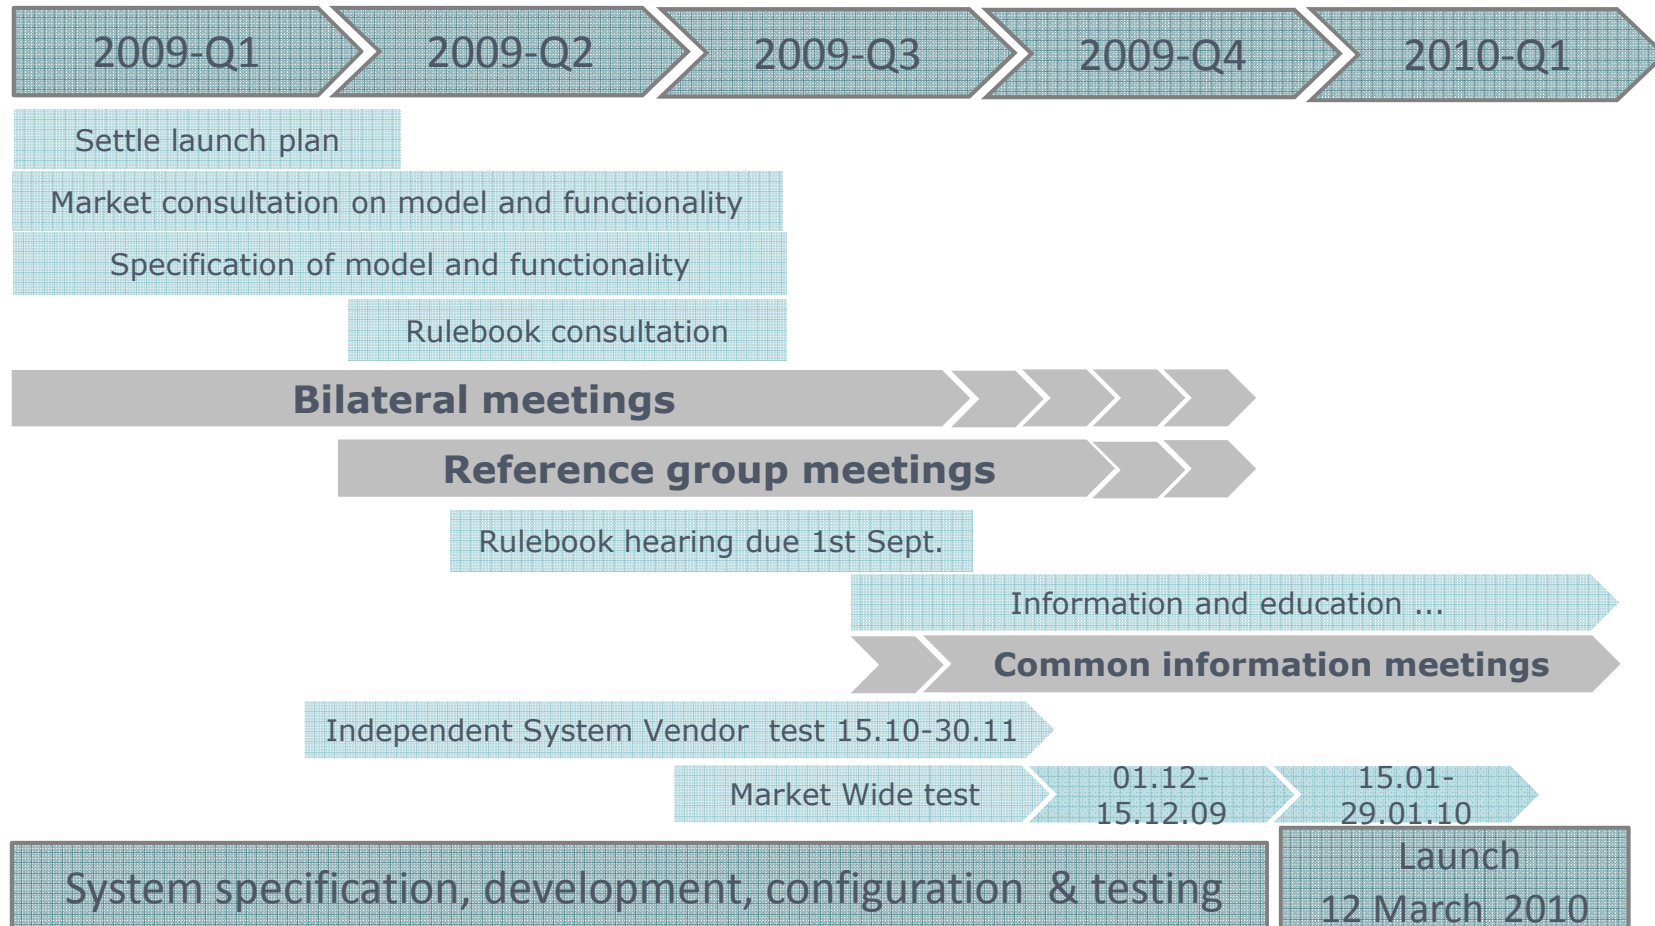 2009-Q1
2009-Q2
2009-Q3
2009-Q4
2010-Q1
Settle launch plan
Market consultation on model and functionality
Specification of model and functionality
Rulebook consultation
Bilateral meetings
Reference group meetings
Rulebook hearing due 1st Sept.
Information and education ...
Common information meetings
Independent System Vendor  test 15.10-30.11
Market Wide test
01.12-
15.12.09
15.01-
29.01.10
System specification, development, configuration  & testing
Launch
12 March  2010